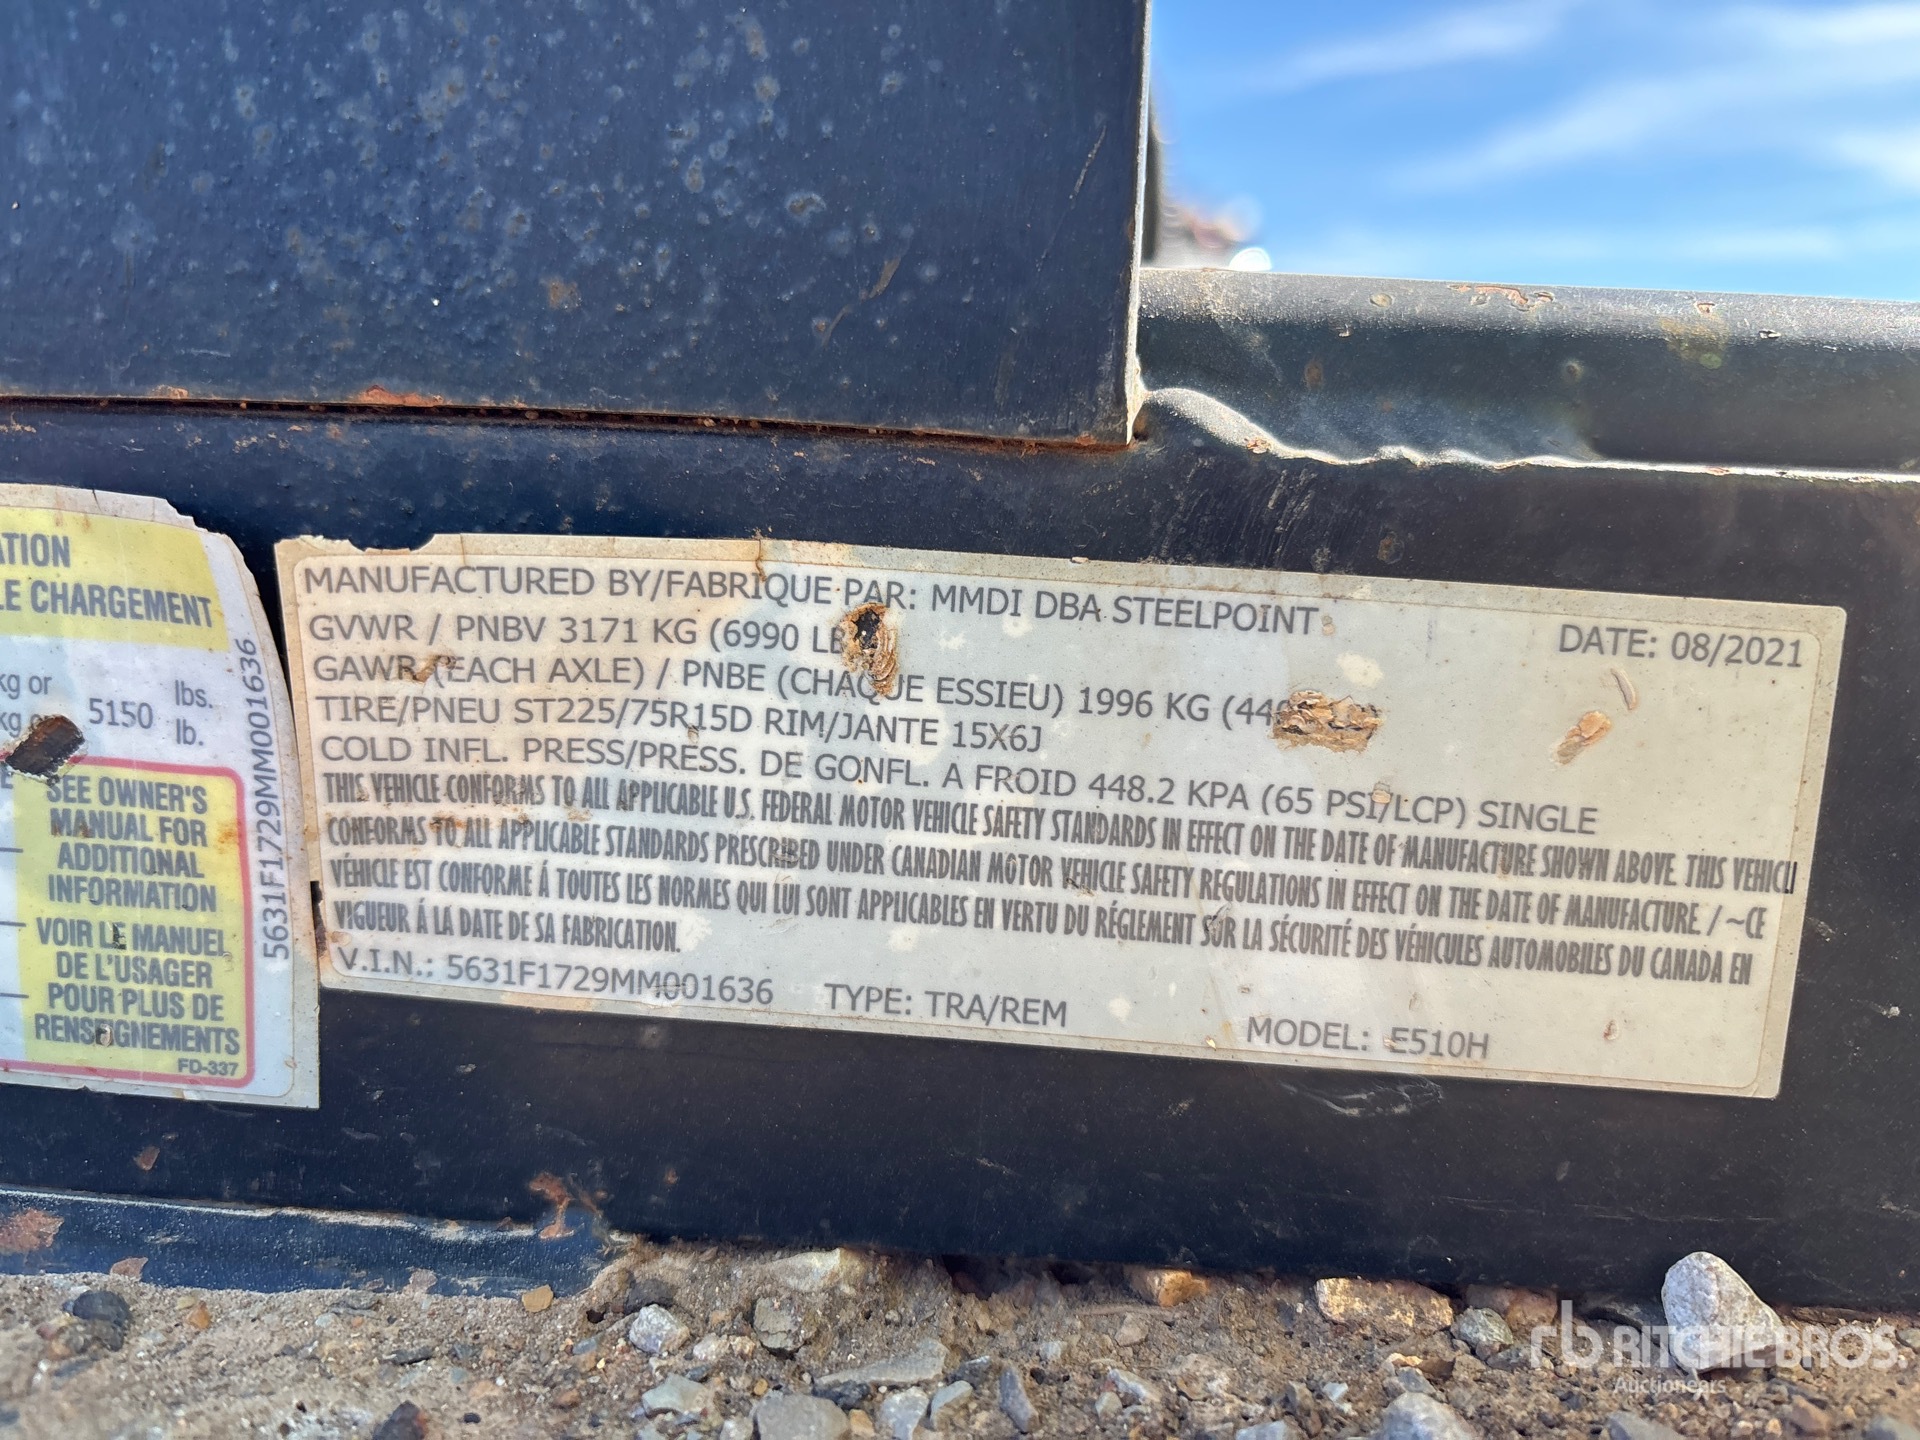 ATION
LE CHARGEMENT
kg or
5150
lbs.
lb.
SEE OWNER'S
MANUAL FOR
ADDITIONAL
INFORMATION
VOIR LE MANUEL
DE L'USAGER
POUR PLUS DE
RENSEIGNEMENTS
FD-337
5631F1729MM001636
MANUFACTURED BY/FABRIQUE PAR: MMDI DBA STEELPOINT
DATE: 08/2021
GVWR / PNBV 3171 KG (6990
GAWR (EACH AXLE) / PNBE (CHAQUE ESSIEU) 1996 KG
TIRE/PNEU ST225/75R15D RIM/JANTE 15X6J
COLD INFL. PRESS/PRESS. DE GONFL. A FROID 448.2 KPA (65 PSI/LCP) SINGLE
THIS VEHICLE CONFORMS TO ALL APPLICABLE U.S. FEDERAL MOTOR VEHICLE SAFETY STANDARDS IN EFFECT ON THE DATE OF MANUFACTURE SHOWN ABOVE. THIS VEHICL
CONFORMS TO ALL APPLICABLE STANDARDS PRESCRIBED UNDER CANADIAN MOTOR VEHICLE SAFETY REGULATIONS IN EFFECT ON THE DATE OF MANUFACTURE. / ~CE
VÉHICLE EST CONFORME Á TOUTES LES NORMES QUI LUI SONT APPLICABLES EN VERTU DU RÉGLEMENT SUR LA SÉCURITÉ DES VÉHICULES AUTOMOBILES DU CANADA EN
VIGUEUR Á LA DATE DE SA FABRICATION.
V.I.N.: 5631F1729MM001636 TYPE: TRA/REM MODEL: E510H
rb RITCHIE BROS.
Auctioneers